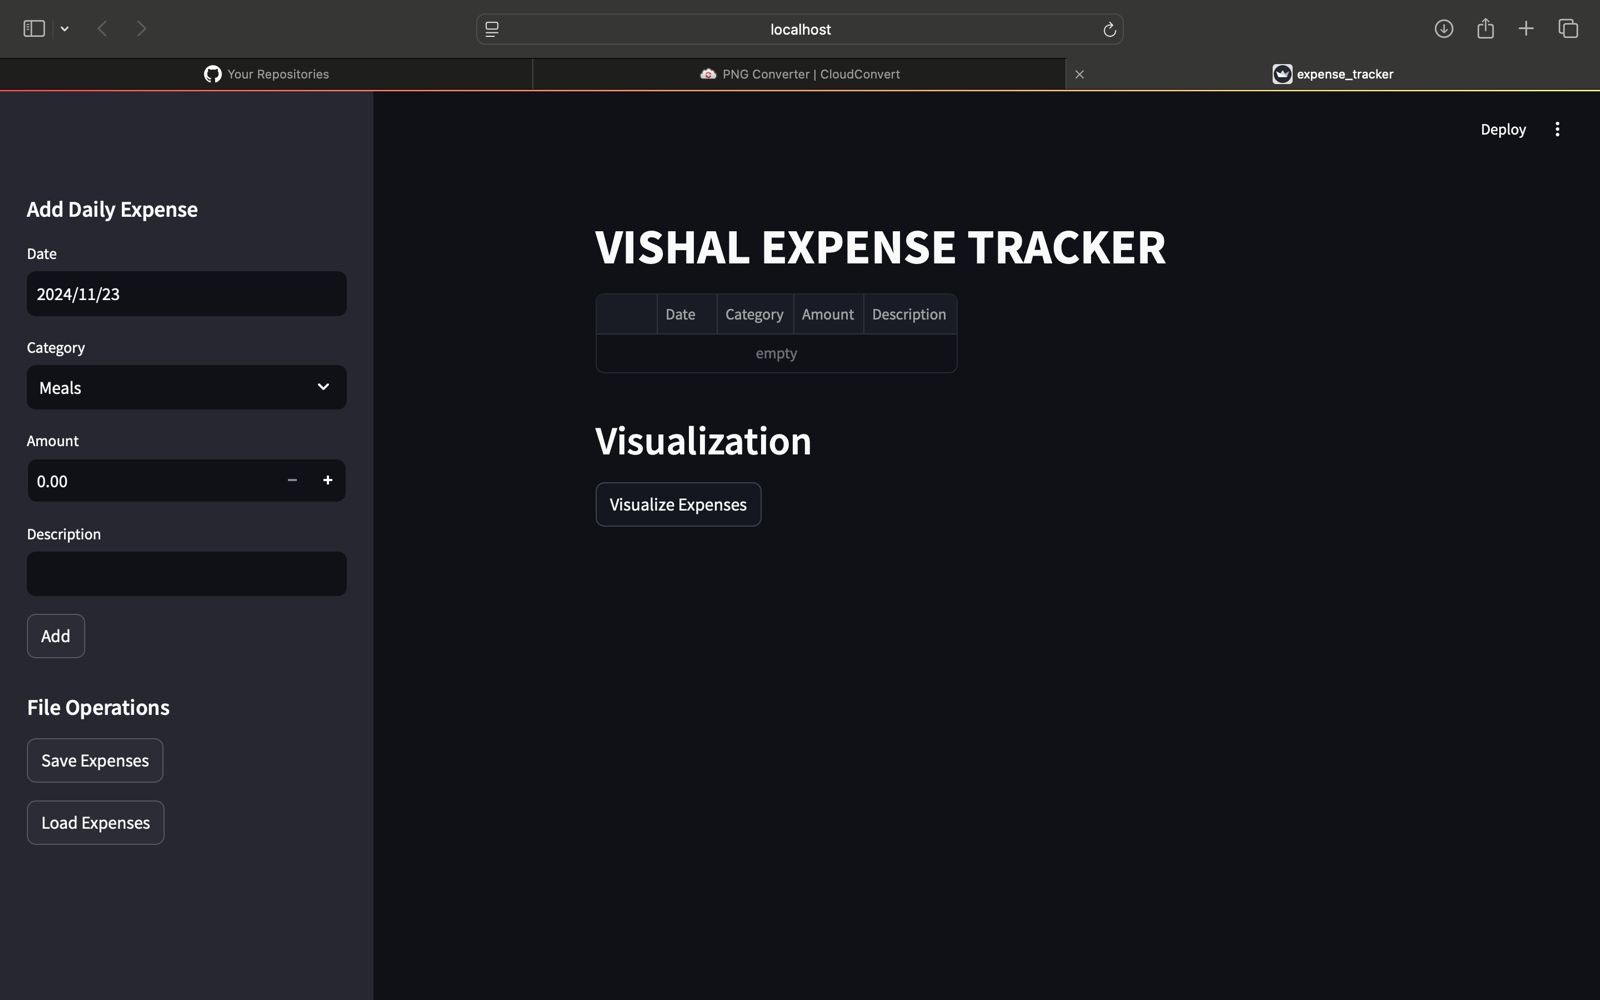 localhost
Your Repositories
PNG Converter | CloudConvert
expense_tracker
Deploy
Add Daily Expense
Date
2024/11/23
Category
Meals
Amount
0.00
Description
Add
File Operations
Save Expenses
Load Expenses
VISHAL EXPENSE TRACKER
Date Category Amount Description
empty
Visualization
Visualize Expenses